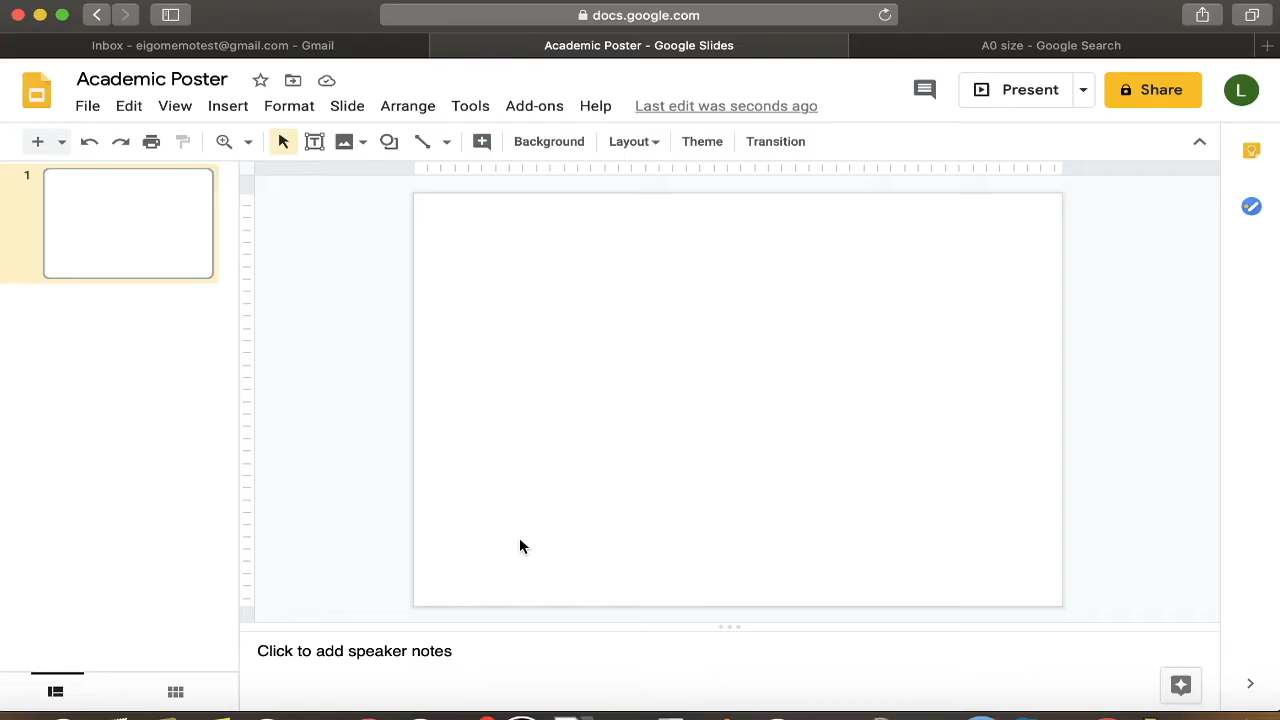 docs.google.com
Inbox - eigomemotest@gmail.com - Gmail
Academic Poster - Google Slides
A0 size - Google Search
Academic Poster
File Edit View Insert Format Slide Arrange Tools Add-ons Help Last edit was seconds ago
Present
Share
L
Background Layout Theme Transition
1
Click to add speaker notes